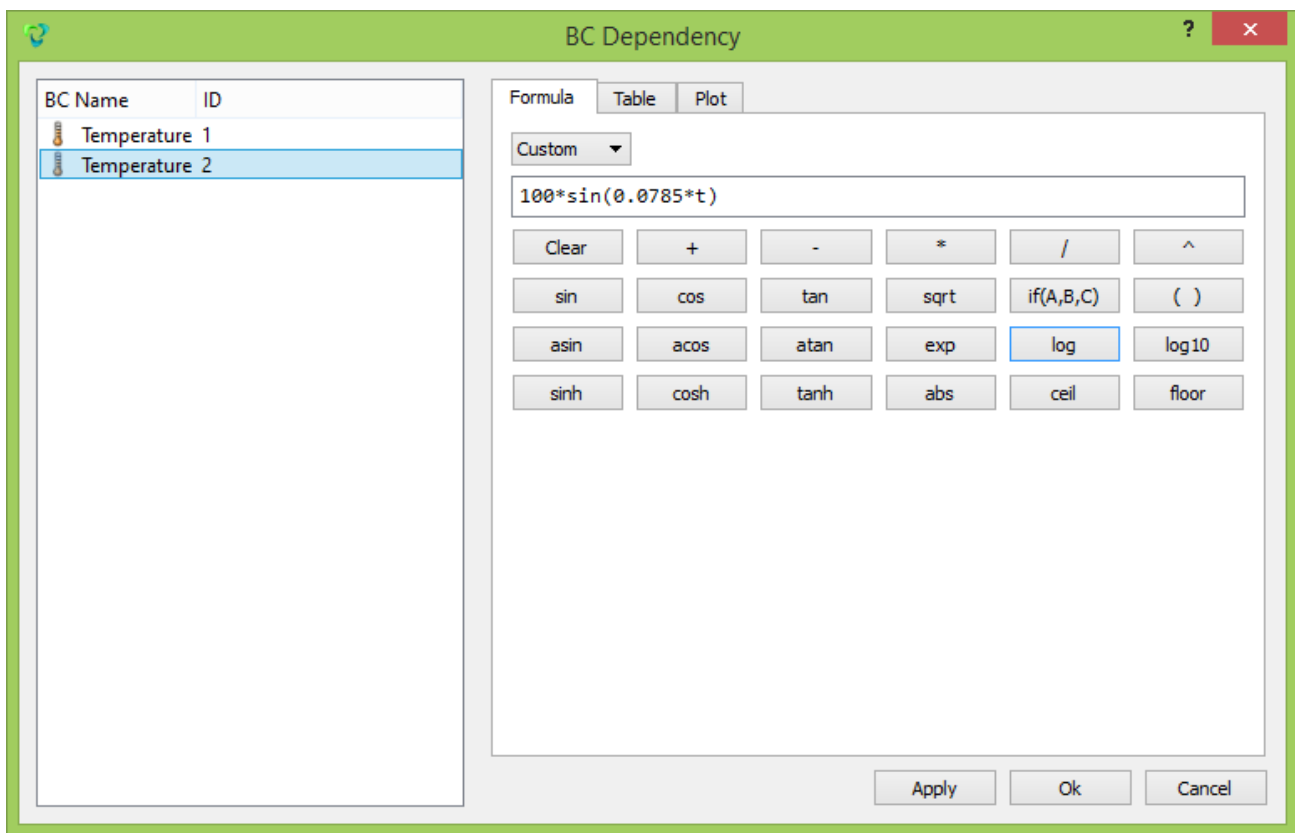 BC Dependency
?
×
BC Name ID
Temperature 1
Temperature 2
Formula Table Plot
Custom
100*sin(0.0785*t)
Clear + - * / ^
sin cos tan sqrt if(A,B,C) ( )
asin acos atan exp log log10
sinh cosh tanh abs ceil floor
Apply Ok Cancel